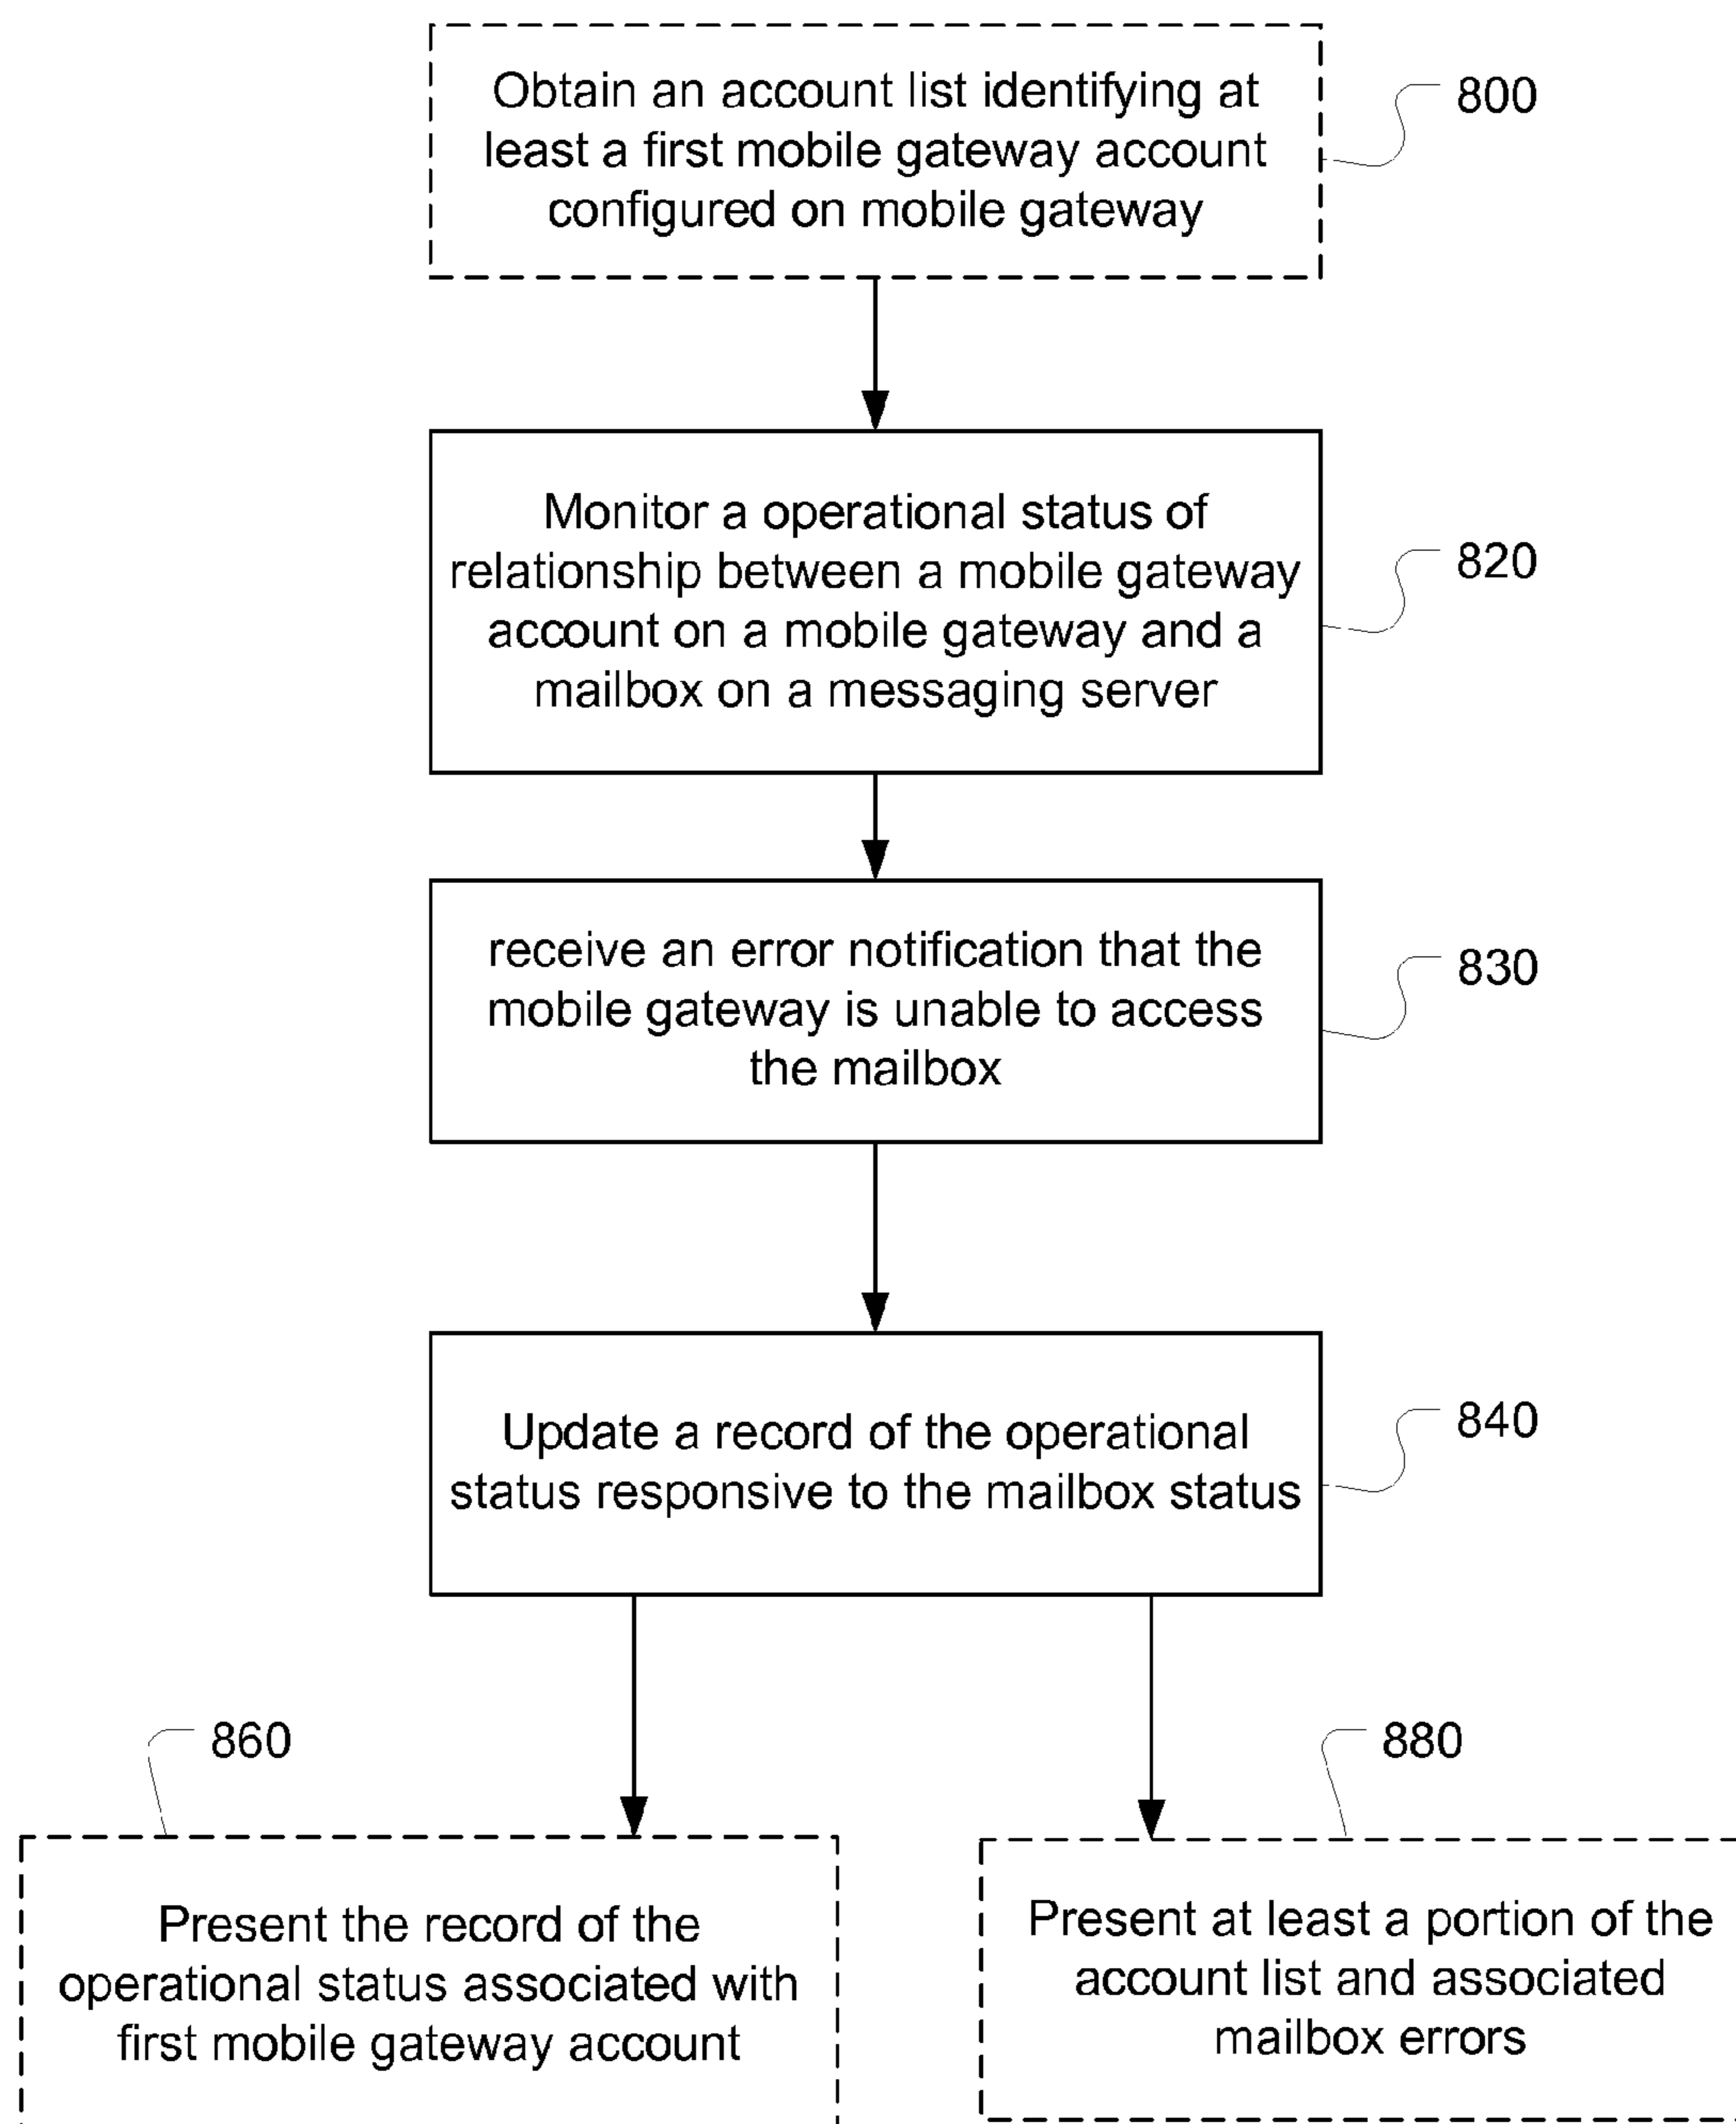 Obtain an account list identifying at
least a first mobile gateway account
configured on mobile gateway
800
Monitor a operational status of
relationship between a mobile gateway
account on a mobile gateway and a
mailbox on a messaging server
820
receive an error notification that the
mobile gateway is unable to access
the mailbox
830
Update a record of the operational
status responsive to the mailbox status
840
860
Present the record of the
operational status associated with
first mobile gateway account
880
Present at least a portion of the
account list and associated
mailbox errors